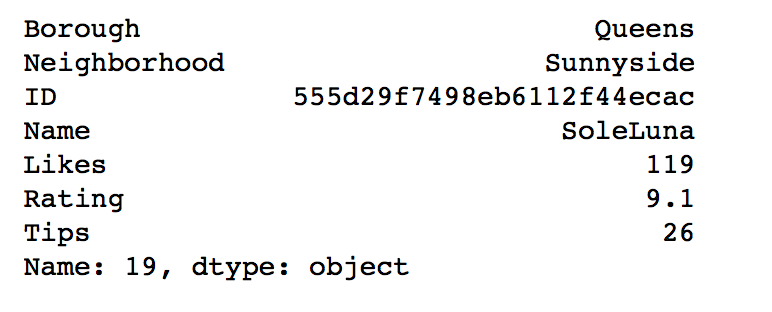 Borough Queens
Neighborhood Sunnyside
ID 555d29f7498eb6112f44ecac
Name SoleLuna
Likes 119
Rating 9.1
Tips 26
Name: 19, dtype: object